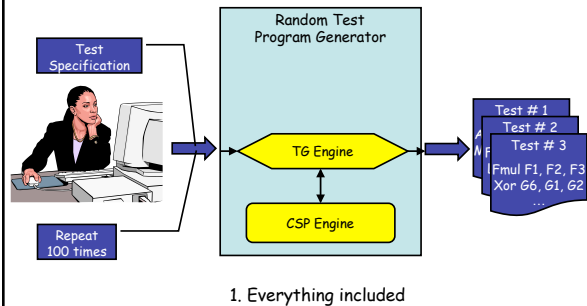 Random Test
Program Generator
Test
Specification
Test # 1
Test # 2
Test # 3
Fmul F1, F2, F3
Xor G6, G1, G2
...
TG Engine
CSP Engine
Repeat
100 times
1. Everything included